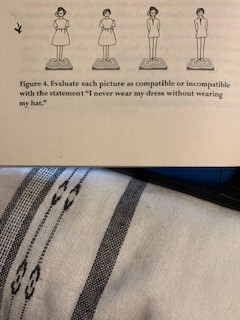 Figure 4. Evaluate each picture as compatible or incompatible
with the statement "I never wear my dress without wearing
my hat."